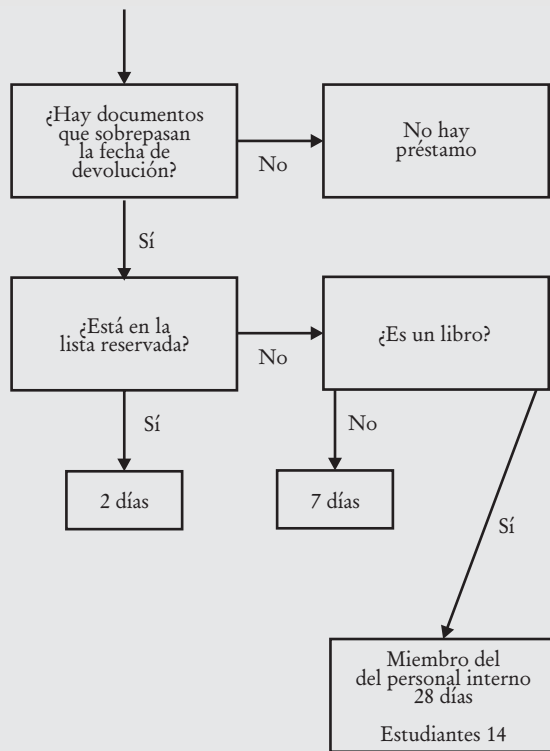 ¿Hay documentos
que sobrepasan
la fecha de
devolución?
No
No hay
préstamo
Sí
¿Está en la
lista reservada?
No
¿Es un libro?
Sí
No
2 días
7 días
Sí
Miembro del
del personal interno
28 días
Estudiantes 14